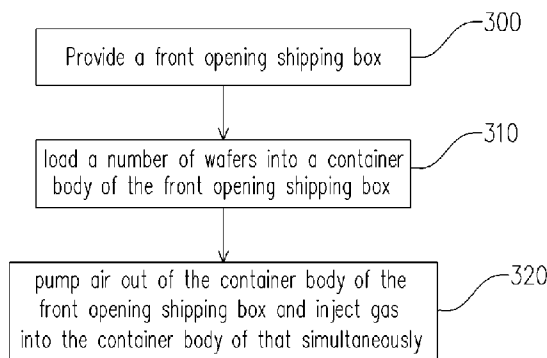 300
Provide a front opening shipping box
310
load a number of wafers into a container
body of the front opening shipping box
320
pump air out of the container body of the
front opening shipping box and inject gas
into the container body of that simultaneously